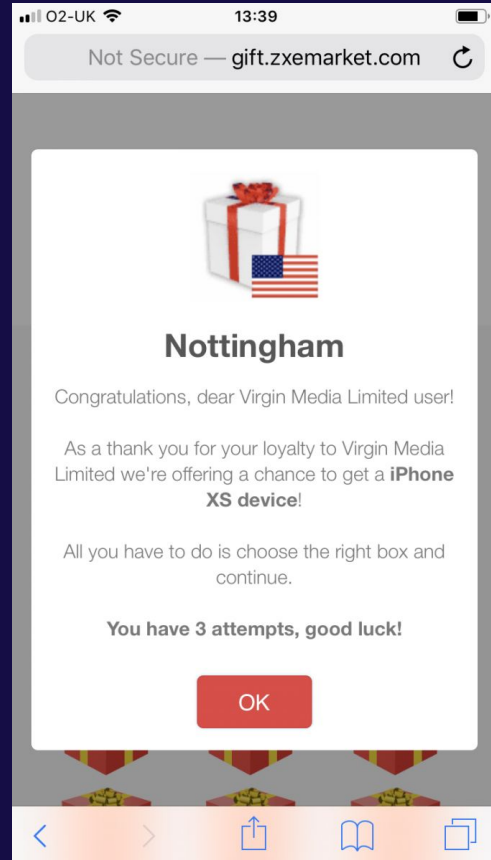 O2-UK 13:39
Not Secure — gift.zxemarket.com
Nottingham
Congratulations, dear Virgin Media Limited user!
As a thank you for your loyalty to Virgin Media
Limited we're offering a chance to get a iPhone
XS device!
All you have to do is choose the right box and
continue.
You have 3 attempts, good luck!
OK